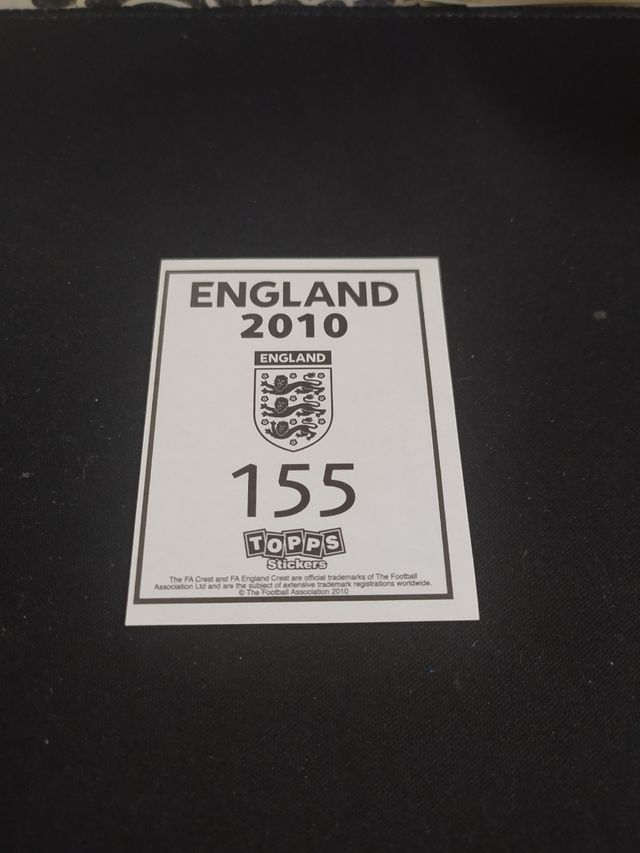 ENGLAND
2010
ENGLAND
155
TOPPS
Stickers
The FA Crest and FA England Crest are official trademarks of The Football
Association Ltd and are the subject of extensive trademark registrations worldwide.
© The Football Association 2010